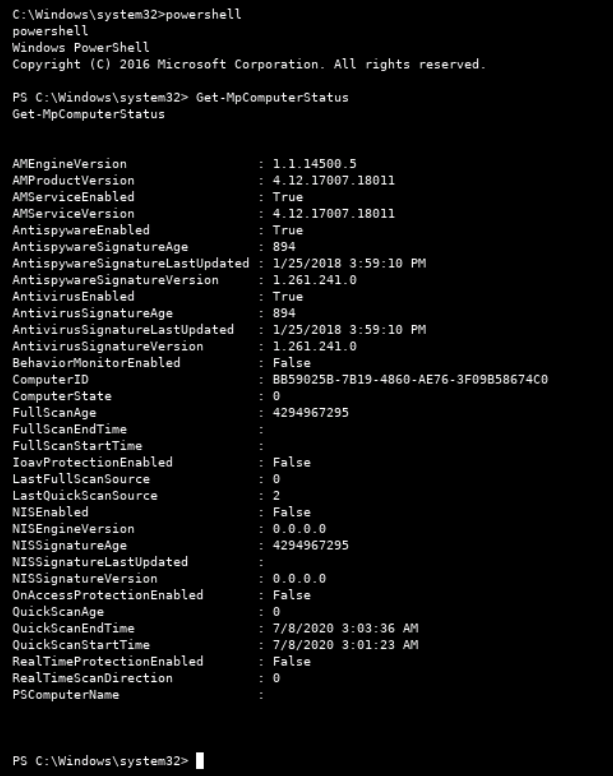 C:\Windows\system32>powershell
powershell
Windows PowerShell
Copyright (C) 2016 Microsoft Corporation. All rights reserved.
PS C:\Windows\system32> Get-MpComputerStatus
Get-MpComputerStatus
AMEngineVersion                 : 1.1.14500.5
AMProductVersion                : 4.12.17007.18011
AMServiceEnabled                : True
AMServiceVersion                : 4.12.17007.18011
AntispywareEnabled              : True
AntispywareSignatureAge         : 894
AntispywareSignatureLastUpdated : 1/25/2018 3:59:10 PM
AntispywareSignatureVersion     : 1.261.241.0
AntivirusEnabled                : True
AntivirusSignatureAge           : 894
AntivirusSignatureLastUpdated   : 1/25/2018 3:59:10 PM
AntivirusSignatureVersion       : 1.261.241.0
BehaviorMonitorEnabled          : False
ComputerID                      : BB59025B-7B19-4860-AE76-3F09B58674C0
ComputerState                   : 0
FullScanAge                     : 4294967295
FullScanEndTime                 :
FullScanStartTime               :
IoavProtectionEnabled           : False
LastFullScanSource              : 0
LastQuickScanSource             : 2
NISEnabled                      : False
NISEngineVersion                : 0.0.0.0
NISSignatureAge                 : 4294967295
NISSignatureLastUpdated         :
NISSignatureVersion             : 0.0.0.0
OnAccessProtectionEnabled       : False
QuickScanAge                    : 0
QuickScanEndTime                : 7/8/2020 3:03:36 AM
QuickScanStartTime              : 7/8/2020 3:01:23 AM
RealTimeProtectionEnabled       : False
RealTimeScanDirection           : 0
PSComputerName                  :
PS C:\Windows\system32>